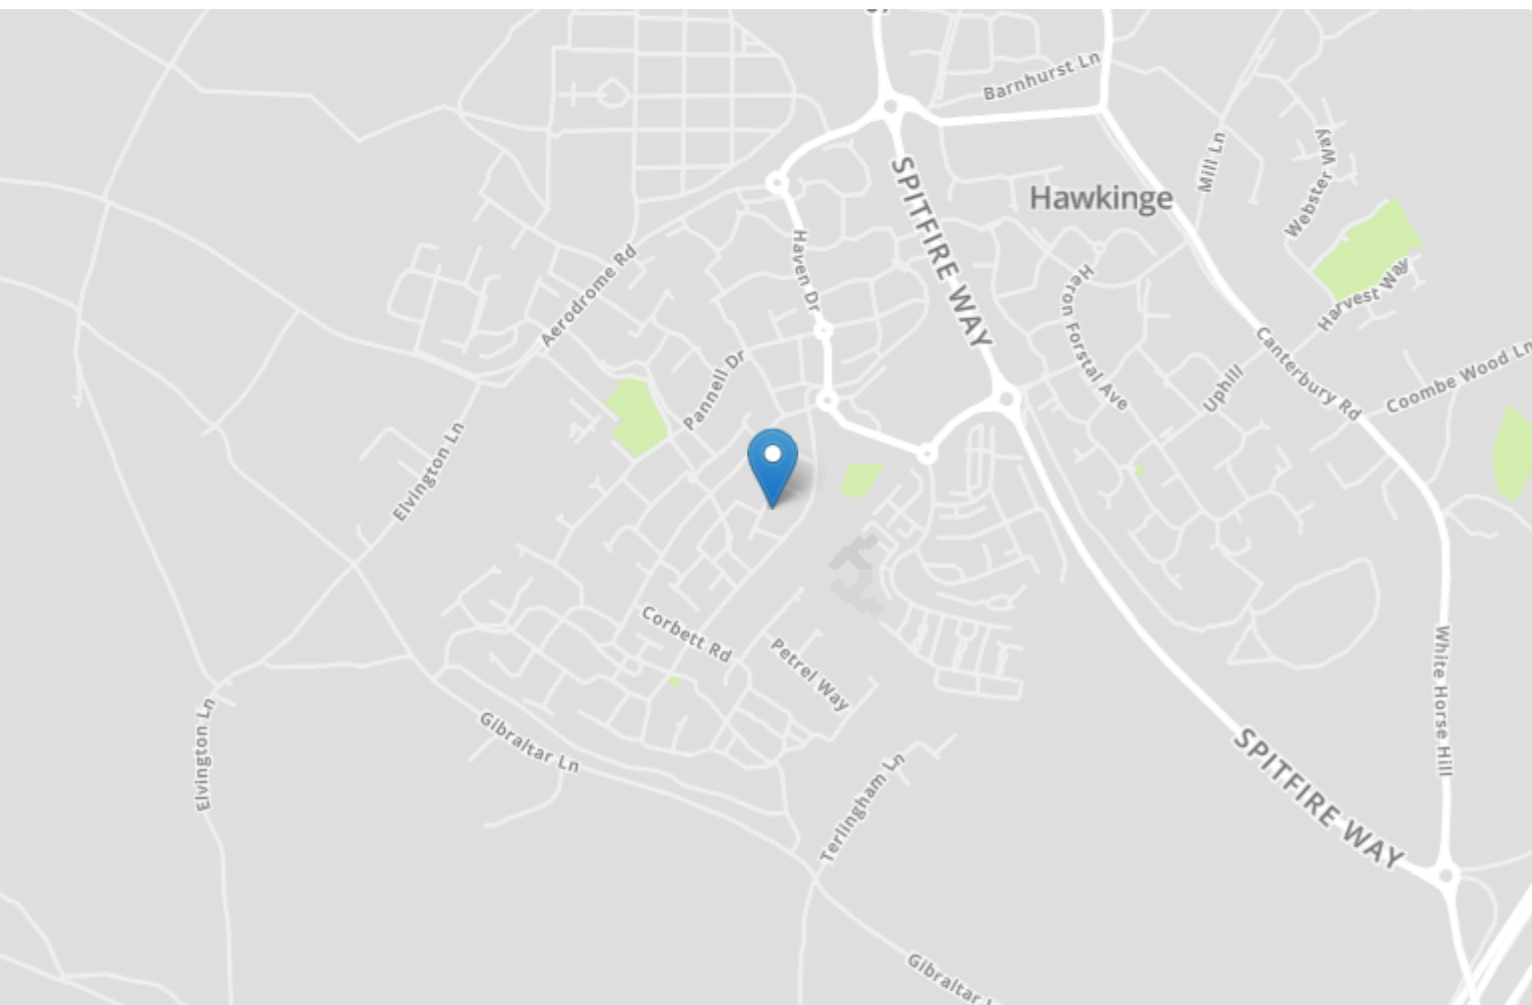 Barnhurst Ln
Mill Ln
Webster Way
Hawkinge
SPITFIRE WAY
Haven Dr
Aerodrome Rd
Heron Forstal Ave
Harvest Way
Canterbury Rd
Coombe Wood Ln
Pannell Dr
Uphill
Elvington Ln
Corbett Rd
Petrel Way
White Horse Hill
Elvington Ln
Gibraltar Ln
SPITFIRE WAY
Terlingham Ln
Gibraltar L